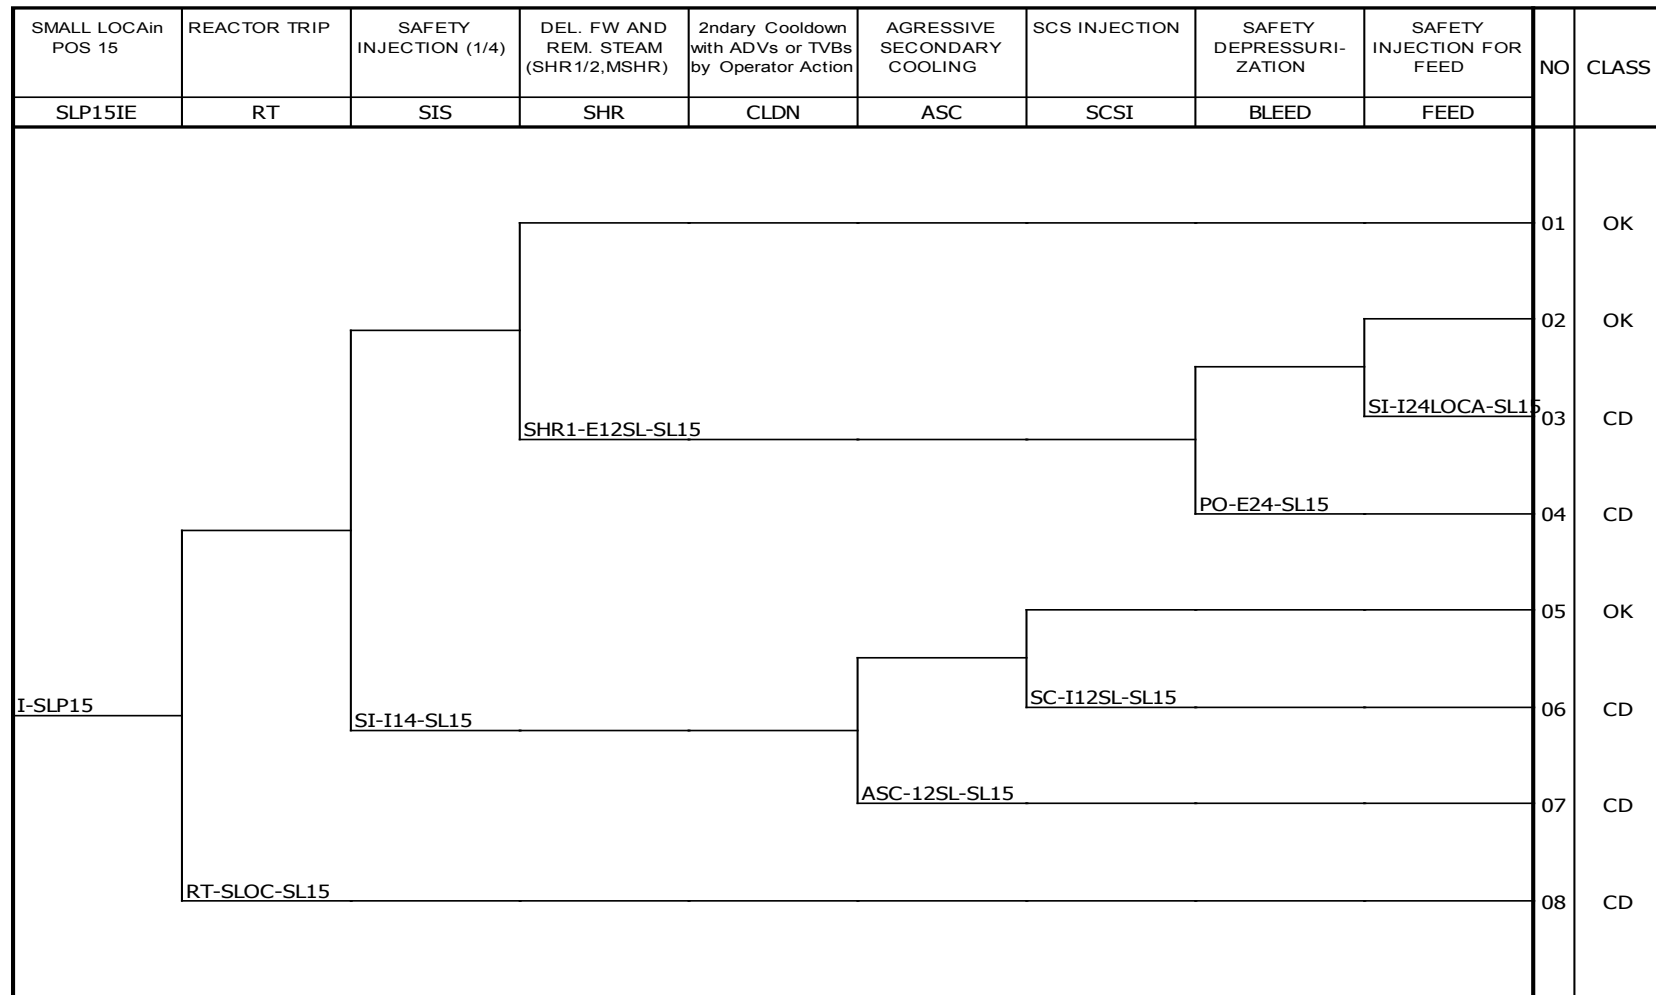 SMALL LOCAin
POS 15
REACTOR TRIP
SAFETY
INJECTION (1/4)
DEL. FW AND
REM. STEAM
(SHR1/2,MSHR)
2ndary Cooldown
with ADVs or TVBs
by Operator Action
AGRESSIVE
SECONDARY
COOLING
SCS INJECTION
SAFETY
DEPRESSURI-
ZATION
SAFETY
INJECTION FOR
FEED
NO
CLASS
SLP15IE
RT
SIS
SHR
CLDN
ASC
SCSI
BLEED
FEED
01 OK
02 OK
SI-I24LOCA-SL15
03 CD
SHR1-E12SL-SL15
PO-E24-SL15
04 CD
05 OK
I-SLP15
SC-I12SL-SL15
06 CD
SI-I14-SL15
ASC-12SL-SL15
07 CD
RT-SLOC-SL15
08 CD